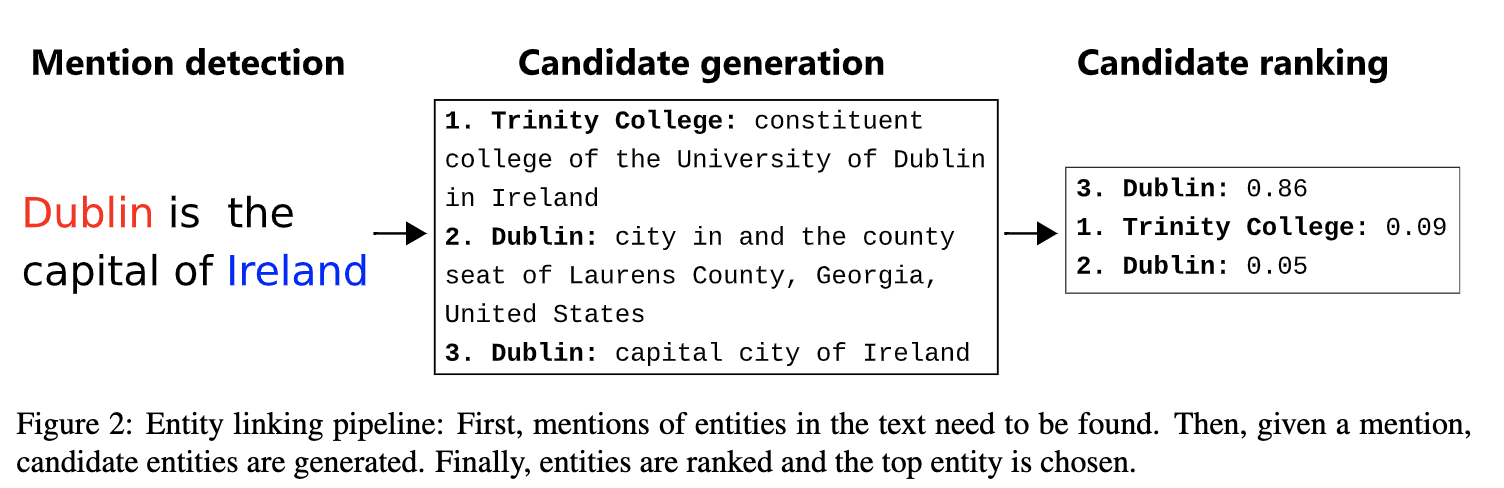 Mention detection
Candidate generation
Candidate ranking
Dublin is the
capital of Ireland
1. Trinity College: constituent
college of the University of Dublin
in Ireland
2. Dublin: city in and the county
seat of Laurens County, Georgia,
United States
3. Dublin: capital city of Ireland
3. Dublin: 0.86
1. Trinity College: 0.09
2. Dublin: 0.05
Figure 2: Entity linking pipeline: First, mentions of entities in the text need to be found. Then, given a mention,
candidate entities are generated. Finally, entities are ranked and the top entity is chosen.